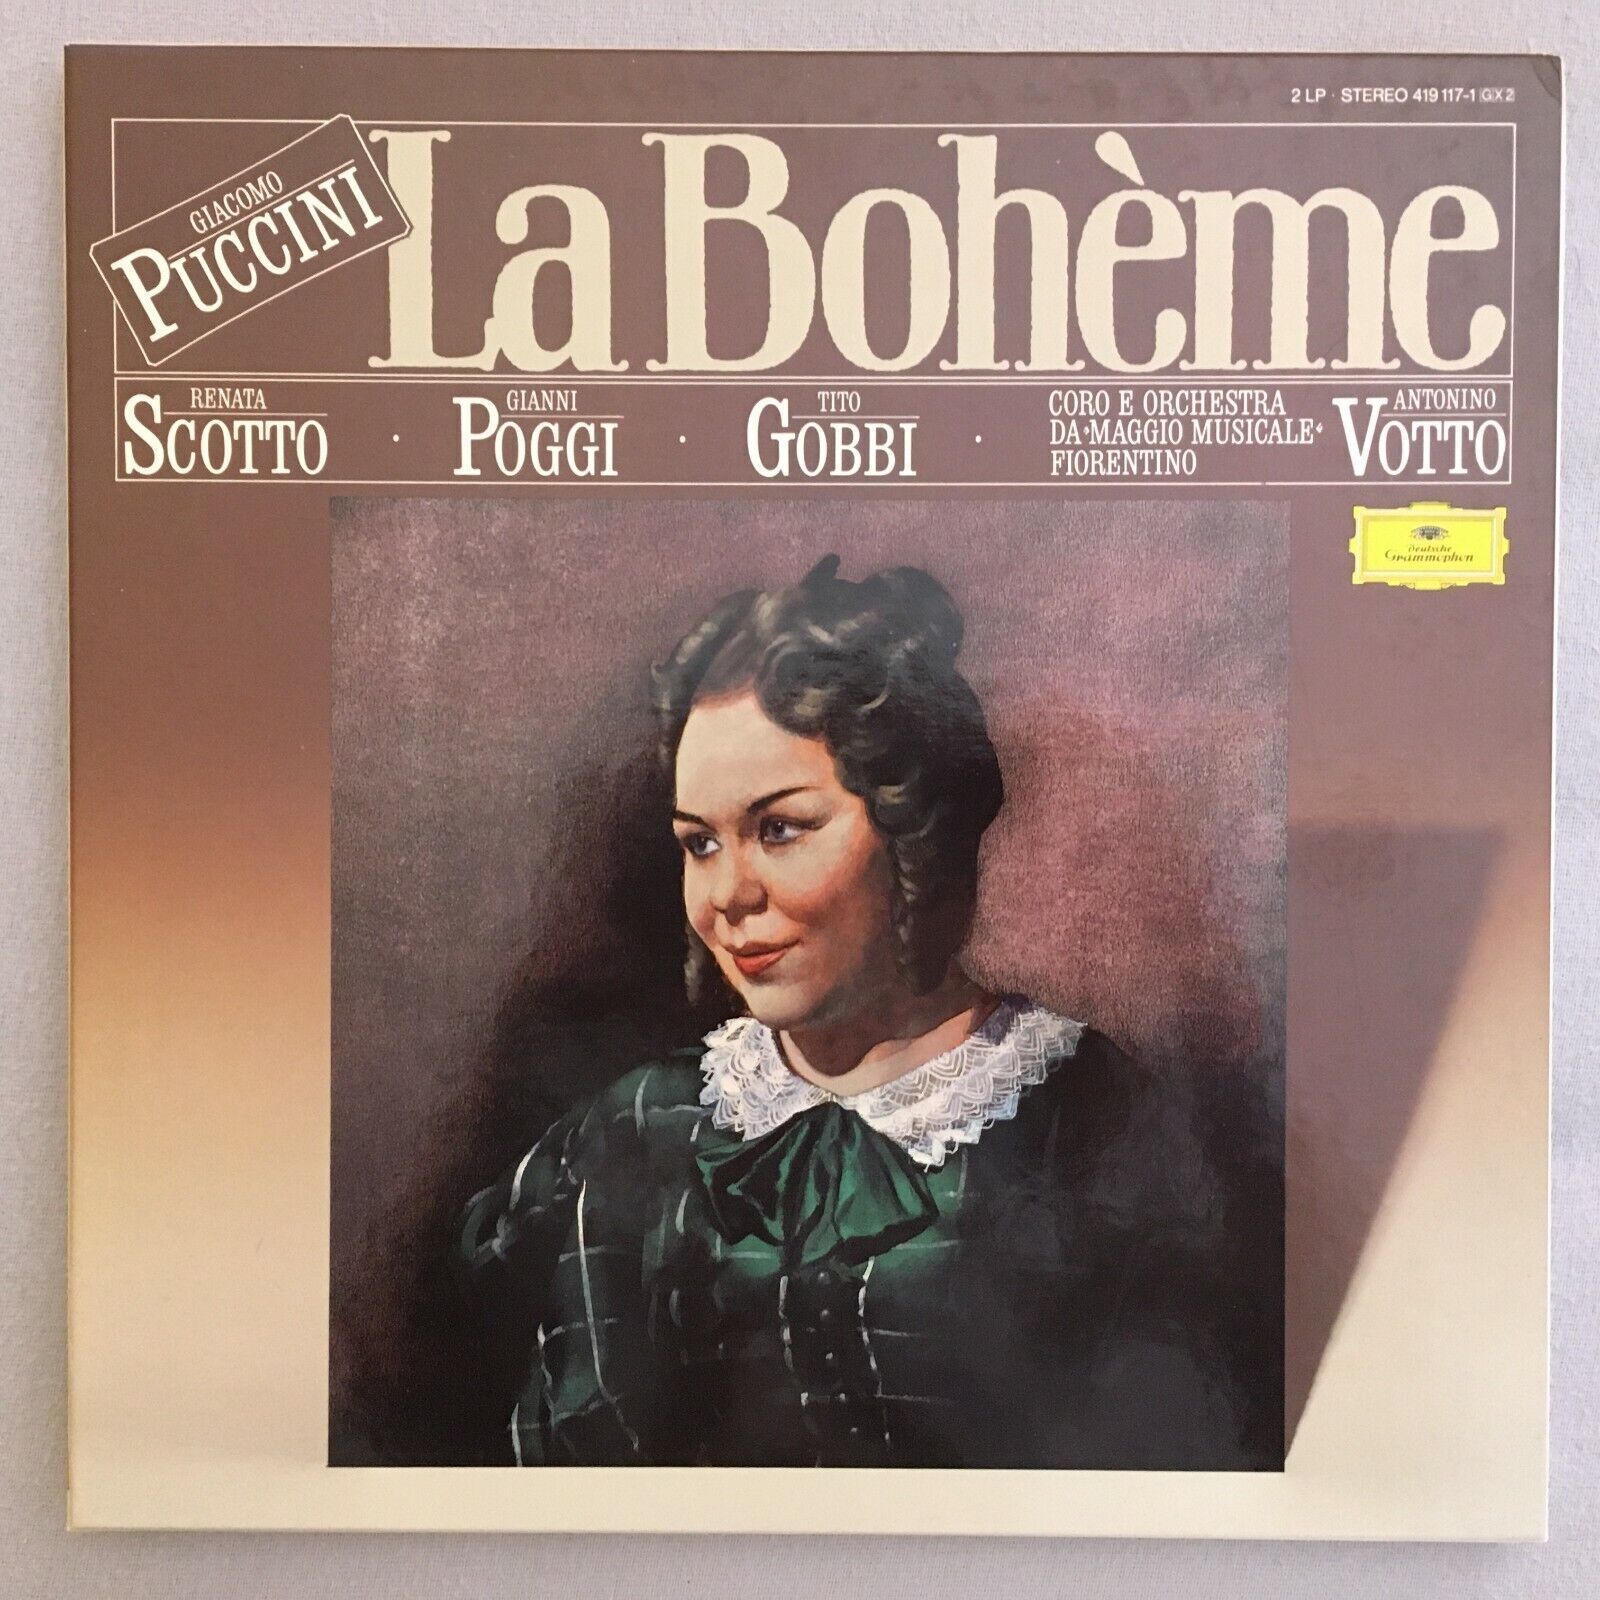 2 LP · STEREO 419 117-1 GX2
GIACOMO
PUCCINI
La Bohème
RENATA
SCOTTO
·
GIANNI
POGGI
·
TITO
GOBBI
·
CORO E ORCHESTRA
DA »MAGGIO MUSICALE«
FIORENTINO
ANTONINO
VOTTO
Deutsche
Grammophon